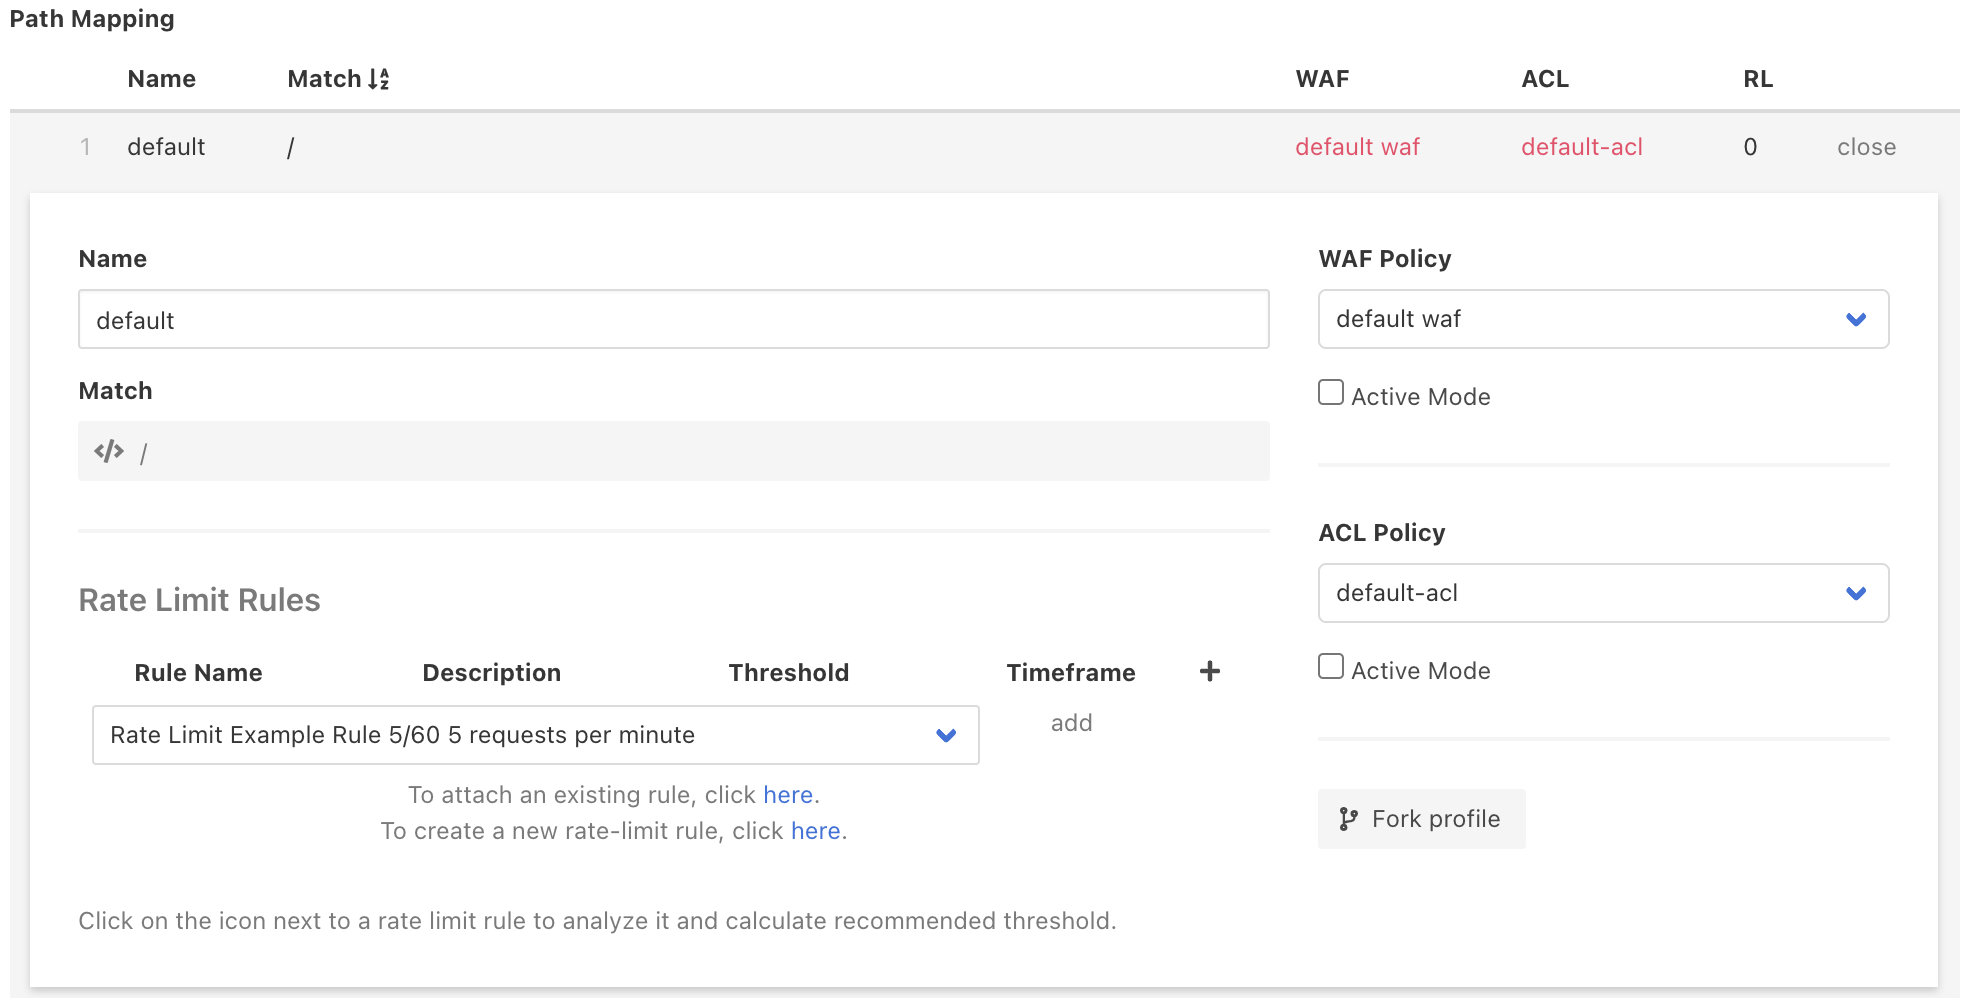 Path Mapping
Name Match WAF ACL RL
1 default / default waf default-acl 0 close
Name
default
Match
/
Rate Limit Rules
Rule Name Description Threshold Timeframe +
Rate Limit Example Rule 5/60 5 requests per minute add
To attach an existing rule, click here.
To create a new rate-limit rule, click here.
Click on the icon next to a rate limit rule to analyze it and calculate recommended threshold.
WAF Policy
default waf
Active Mode
ACL Policy
default-acl
Active Mode
Fork profile